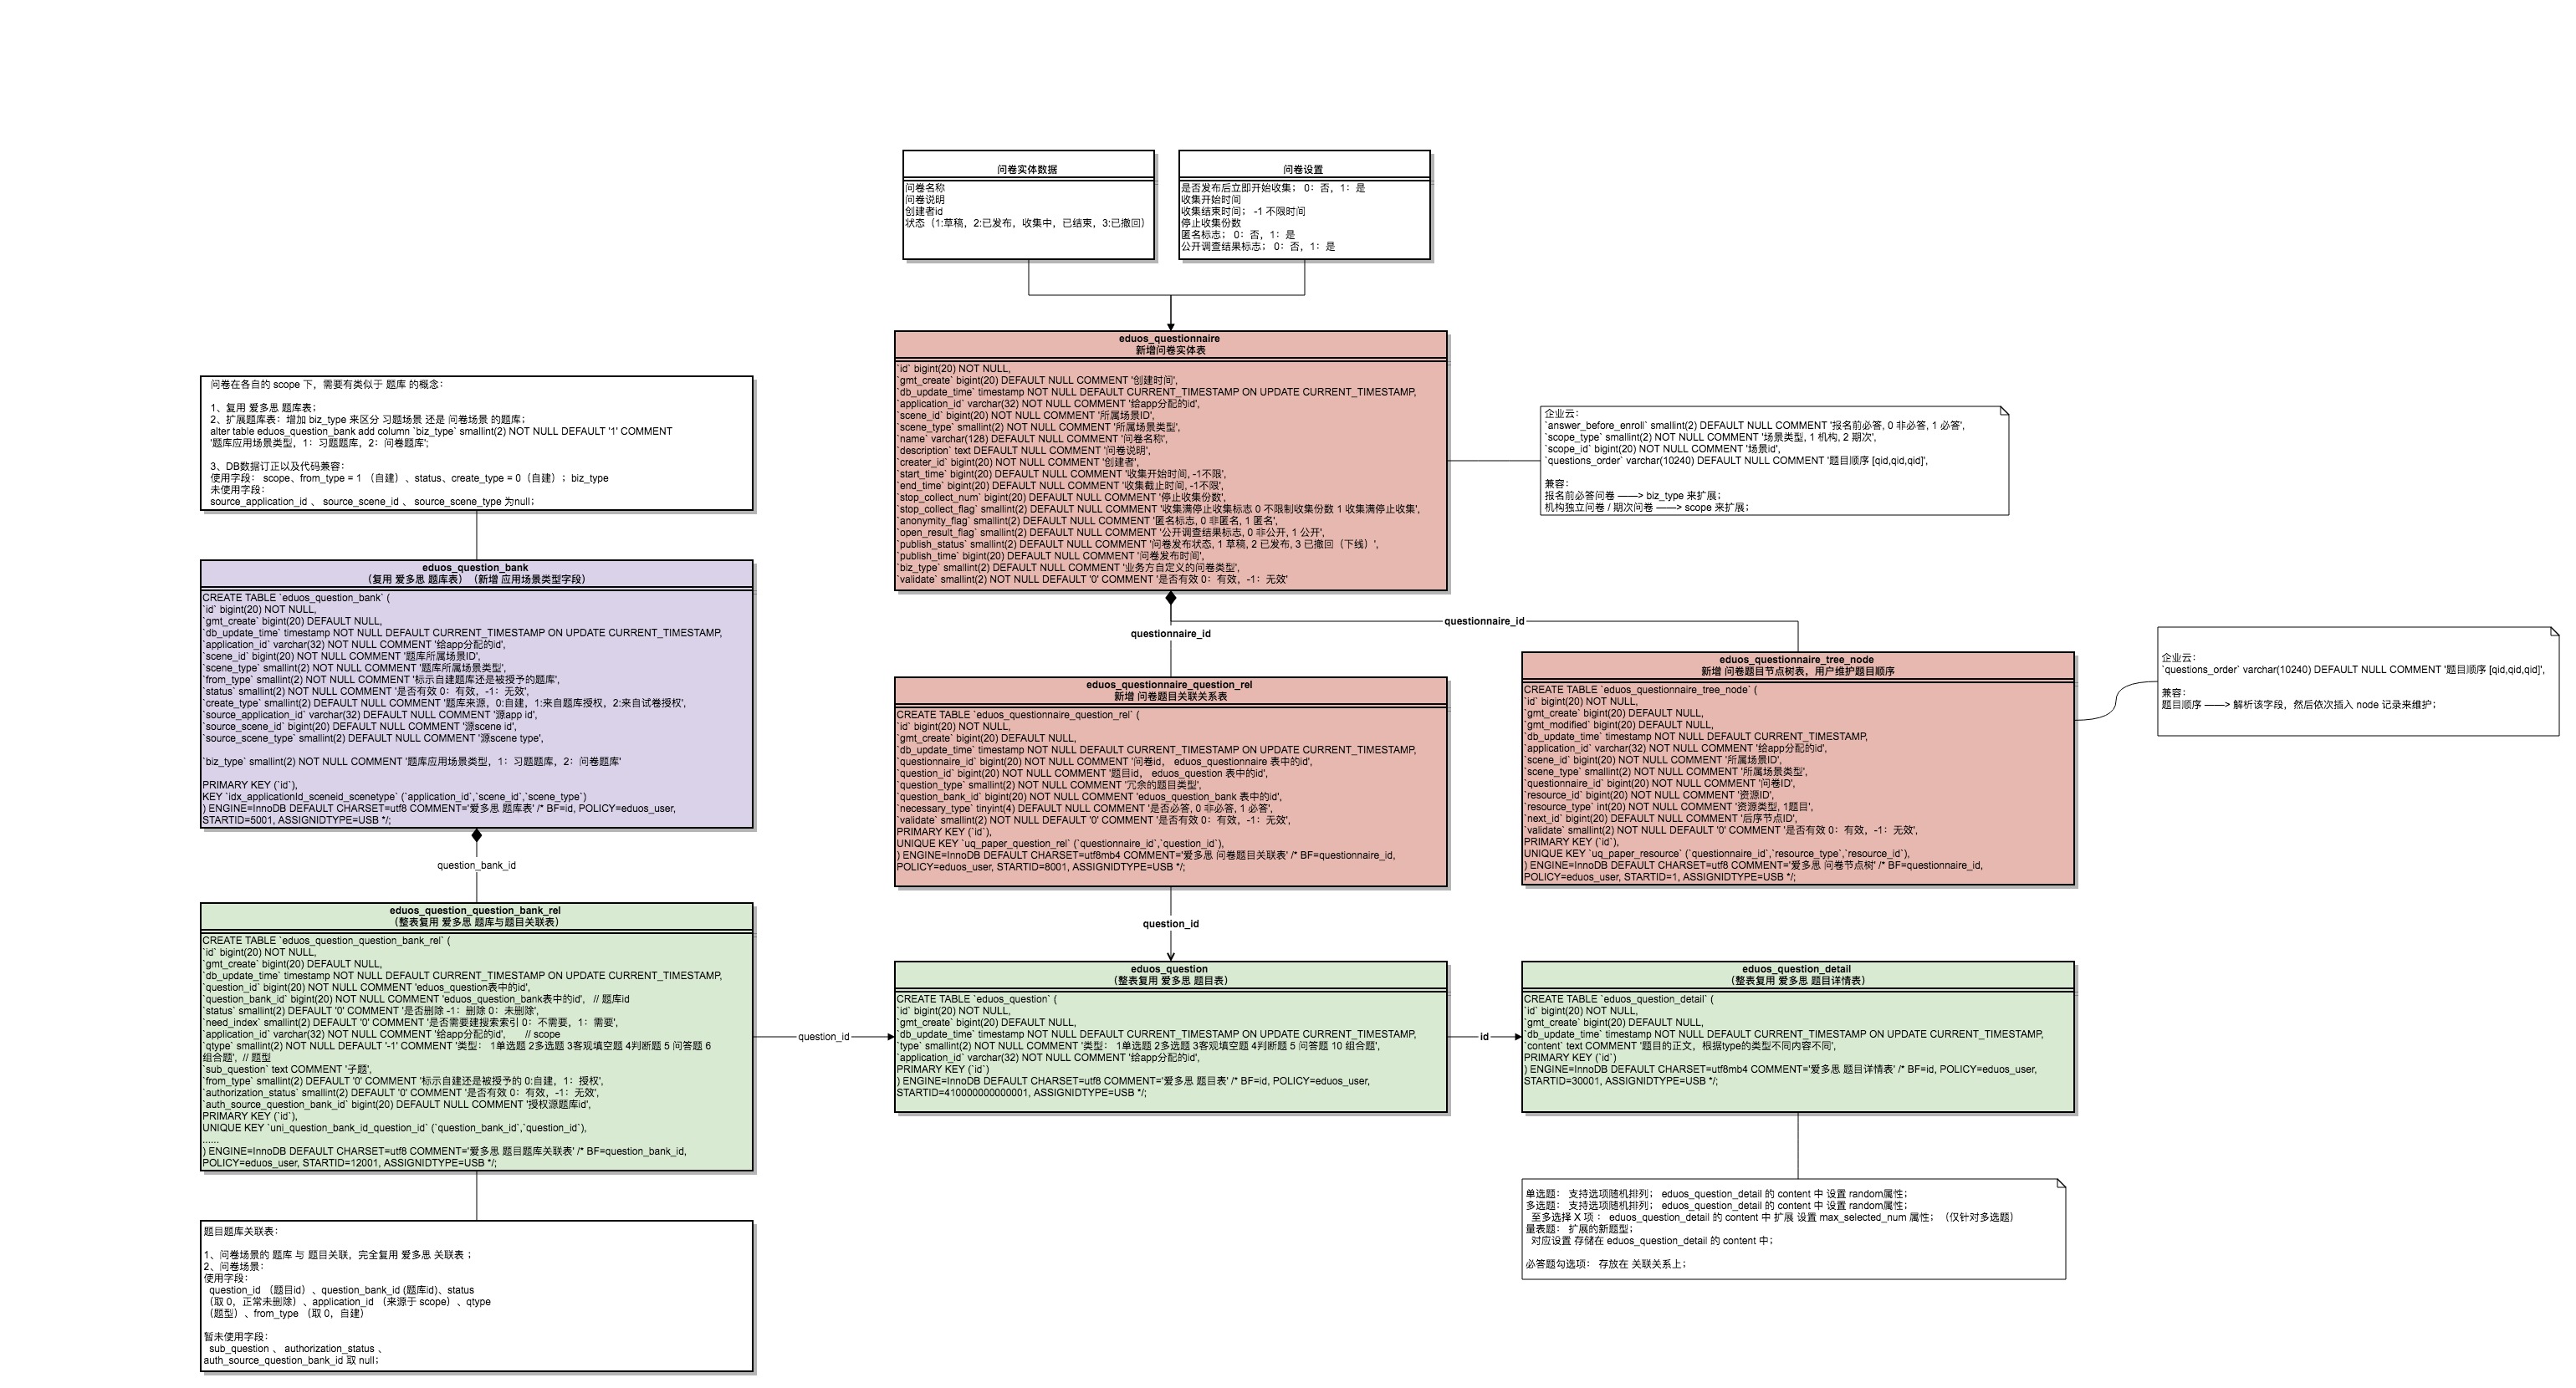 问卷实体数据
问卷名称
问卷说明
创建者id
状态（1:草稿，2:已发布，收集中，已结束，3:已撤回）
问卷设置
是否发布后立即开始收集； 0：否，1：是
收集开始时间
收集结束时间； -1 不限时间
停止收集份数
匿名标志； 0：否，1：是
公开调查结果标志； 0：否，1：是
eduos_questionnaire
新增问卷实体表
`id` bigint(20) NOT NULL,
`gmt_create` bigint(20) DEFAULT NULL COMMENT '创建时间',
`db_update_time` timestamp NOT NULL DEFAULT CURRENT_TIMESTAMP ON UPDATE CURRENT_TIMESTAMP,
`application_id` varchar(32) NOT NULL COMMENT '给app分配的id',
`scene_id` bigint(20) NOT NULL COMMENT '所属场景ID',
`scene_type` smallint(2) NOT NULL COMMENT '所属场景类型',
`name` varchar(128) DEFAULT NULL COMMENT '问卷名称',
`description` text DEFAULT NULL COMMENT '问卷说明',
`creater_id` bigint(20) NOT NULL COMMENT '创建者',
`start_time` bigint(20) DEFAULT NULL COMMENT '收集开始时间, -1不限',
`end_time` bigint(20) DEFAULT NULL COMMENT '收集截止时间, -1不限',
`stop_collect_num` bigint(20) DEFAULT NULL COMMENT '停止收集份数',
`stop_collect_flag` smallint(2) DEFAULT NULL COMMENT '收集满停止收集标志 0 不限制收集份数 1 收集满停止收集',
`anonymity_flag` smallint(2) DEFAULT NULL COMMENT '匿名标志, 0 非匿名, 1 匿名',
`open_result_flag` smallint(2) DEFAULT NULL COMMENT '公开调查结果标志, 0 非公开, 1 公开',
`publish_status` smallint(2) DEFAULT NULL COMMENT '问卷发布状态, 1 草稿, 2 已发布, 3 已撤回（下线）',
`publish_time` bigint(20) DEFAULT NULL COMMENT '问卷发布时间',
`biz_type` smallint(2) DEFAULT NULL COMMENT '业务方自定义的问卷类型',
`validate` smallint(2) NOT NULL DEFAULT '0' COMMENT '是否有效 0：有效，-1：无效'
问卷在各自的 scope 下，需要有类似于 题库 的概念：
1、复用 爱多思 题库表；
2、扩展题库表：增加 biz_type 来区分 习题场景 还是 问卷场景 的题库；
alter table eduos_question_bank add column `biz_type` smallint(2) NOT NULL DEFAULT '1' COMMENT
'题库应用场景类型，1：习题题库，2：问卷题库';
3、DB数据订正以及代码兼容：
使用字段： scope、from_type = 1 （自建）、status、create_type = 0（自建）；biz_type
未使用字段：
source_application_id 、 source_scene_id 、 source_scene_type 为null；
企业云：
`answer_before_enroll` smallint(2) DEFAULT NULL COMMENT '报名前必答, 0 非必答, 1 必答',
`scope_type` smallint(2) NOT NULL COMMENT '场景类型, 1 机构, 2 期次',
`scope_id` bigint(20) NOT NULL COMMENT '场景id',
`questions_order` varchar(10240) DEFAULT NULL COMMENT '题目顺序 [qid,qid,qid]',
兼容：
报名前必答问卷 ——> biz_type 来扩展；
机构独立问卷 / 期次问卷 ——> scope 来扩展；
eduos_question_bank
（复用 爱多思 题库表）（新增 应用场景类型字段）
CREATE TABLE `eduos_question_bank` (
`id` bigint(20) NOT NULL,
`gmt_create` bigint(20) DEFAULT NULL,
`db_update_time` timestamp NOT NULL DEFAULT CURRENT_TIMESTAMP ON UPDATE CURRENT_TIMESTAMP,
`application_id` varchar(32) NOT NULL COMMENT '给app分配的id',
`scene_id` bigint(20) NOT NULL COMMENT '题库所属场景ID',
`scene_type` smallint(2) NOT NULL COMMENT '题库所属场景类型',
`from_type` smallint(2) NOT NULL COMMENT '标示自建题库还是被授予的题库',
`status` smallint(2) NOT NULL COMMENT '是否有效 0：有效，-1：无效',
`create_type` smallint(2) DEFAULT NULL COMMENT '题库来源，0:自建，1:来自题库授权，2:来自试卷授权',
`source_application_id` varchar(32) DEFAULT NULL COMMENT '源app id',
`source_scene_id` bigint(20) DEFAULT NULL COMMENT '源scene id',
`source_scene_type` smallint(2) DEFAULT NULL COMMENT '源scene type',
`biz_type` smallint(2) NOT NULL COMMENT '题库应用场景类型，1：习题题库，2：问卷题库'
PRIMARY KEY (`id`),
KEY `idx_applicationId_sceneid_scenetype` (`application_id`,`scene_id`,`scene_type`)
) ENGINE=InnoDB DEFAULT CHARSET=utf8 COMMENT='爱多思 题库表' /* BF=id, POLICY=eduos_user,
STARTID=5001, ASSIGNIDTYPE=USB */;
questionnaire_id
questionnaire_id
eduos_questionnaire_question_rel
新增 问卷题目关联关系表
CREATE TABLE `eduos_questionnaire_question_rel` (
`id` bigint(20) NOT NULL,
`gmt_create` bigint(20) DEFAULT NULL,
`db_update_time` timestamp NOT NULL DEFAULT CURRENT_TIMESTAMP ON UPDATE CURRENT_TIMESTAMP,
`questionnaire_id` bigint(20) NOT NULL COMMENT '问卷id， eduos_questionnaire 表中的id',
`question_id` bigint(20) NOT NULL COMMENT '题目id， eduos_question 表中的id',
`question_type` smallint(2) NOT NULL COMMENT '冗余的题目类型',
`question_bank_id` bigint(20) NOT NULL COMMENT 'eduos_question_bank 表中的id',
`necessary_type` tinyint(4) DEFAULT NULL COMMENT '是否必答, 0 非必答, 1 必答',
`validate` smallint(2) NOT NULL DEFAULT '0' COMMENT '是否有效 0：有效，-1：无效',
PRIMARY KEY (`id`),
UNIQUE KEY `uq_paper_question_rel` (`questionnaire_id`,`question_id`),
) ENGINE=InnoDB DEFAULT CHARSET=utf8mb4 COMMENT='爱多思 问卷题目关联表' /* BF=questionnaire_id,
POLICY=eduos_user, STARTID=8001, ASSIGNIDTYPE=USB */;
eduos_questionnaire_tree_node
新增 问卷题目节点树表，用户维护题目顺序
CREATE TABLE `eduos_questionnaire_tree_node` (
`id` bigint(20) NOT NULL,
`gmt_create` bigint(20) DEFAULT NULL,
`gmt_modified` bigint(20) DEFAULT NULL,
`db_update_time` timestamp NOT NULL DEFAULT CURRENT_TIMESTAMP,
`application_id` varchar(32) NOT NULL COMMENT '给app分配的id',
`scene_id` bigint(20) NOT NULL COMMENT '所属场景ID',
`scene_type` smallint(2) NOT NULL COMMENT '所属场景类型',
`questionnaire_id` bigint(20) NOT NULL COMMENT '问卷ID',
`resource_id` bigint(20) NOT NULL COMMENT '资源ID',
`resource_type` int(20) NOT NULL COMMENT '资源类型, 1题目',
`next_id` bigint(20) DEFAULT NULL COMMENT '后序节点ID',
`validate` smallint(2) NOT NULL DEFAULT '0' COMMENT '是否有效 0：有效，-1：无效',
PRIMARY KEY (`id`),
UNIQUE KEY `uq_paper_resource` (`questionnaire_id`,`resource_type`,`resource_id`),
) ENGINE=InnoDB DEFAULT CHARSET=utf8 COMMENT='爱多思 问卷节点树' /* BF=questionnaire_id,
POLICY=eduos_user, STARTID=1, ASSIGNIDTYPE=USB */;
企业云：
`questions_order` varchar(10240) DEFAULT NULL COMMENT '题目顺序 [qid,qid,qid]',
兼容：
题目顺序 ——> 解析该字段，然后依次插入 node 记录来维护；
question_bank_id
eduos_question_question_bank_rel
（整表复用 爱多思 题库与题目关联表）
CREATE TABLE `eduos_question_question_bank_rel` (
`id` bigint(20) NOT NULL,
`gmt_create` bigint(20) DEFAULT NULL,
`db_update_time` timestamp NOT NULL DEFAULT CURRENT_TIMESTAMP ON UPDATE CURRENT_TIMESTAMP,
`question_id` bigint(20) NOT NULL COMMENT 'eduos_question表中的id',
`question_bank_id` bigint(20) NOT NULL COMMENT 'eduos_question_bank表中的id', // 题库id
`status` smallint(2) DEFAULT '0' COMMENT '是否删除 -1：删除 0：未删除',
`need_index` smallint(2) DEFAULT '0' COMMENT '是否需要建搜索索引 0：不需要，1：需要',
`application_id` varchar(32) NOT NULL COMMENT '给app分配的id', // scope
`qtype` smallint(2) NOT NULL DEFAULT '-1' COMMENT '类型： 1单选题 2多选题 3客观填空题 4判断题 5 问答题 6
组合题', // 题型
`sub_question` text COMMENT '子题',
`from_type` smallint(2) DEFAULT '0' COMMENT '标示自建还是被授予的 0:自建，1：授权',
`authorization_status` smallint(2) DEFAULT '0' COMMENT '是否有效 0：有效，-1：无效',
`auth_source_question_bank_id` bigint(20) DEFAULT NULL COMMENT '授权源题库id',
PRIMARY KEY (`id`),
UNIQUE KEY `uni_question_bank_id_question_id` (`question_bank_id`,`question_id`),
......
) ENGINE=InnoDB DEFAULT CHARSET=utf8 COMMENT='爱多思 题目题库关联表' /* BF=question_bank_id,
POLICY=eduos_user, STARTID=12001, ASSIGNIDTYPE=USB */;
question_id
question_id
eduos_question
（整表复用 爱多思 题目表）
CREATE TABLE `eduos_question` (
`id` bigint(20) NOT NULL,
`gmt_create` bigint(20) DEFAULT NULL,
`db_update_time` timestamp NOT NULL DEFAULT CURRENT_TIMESTAMP ON UPDATE CURRENT_TIMESTAMP,
`type` smallint(2) NOT NULL COMMENT '类型： 1单选题 2多选题 3客观填空题 4判断题 5 问答题 10 组合题',
`application_id` varchar(32) NOT NULL COMMENT '给app分配的id',
PRIMARY KEY (`id`)
) ENGINE=InnoDB DEFAULT CHARSET=utf8 COMMENT='爱多思 题目表' /* BF=id, POLICY=eduos_user,
STARTID=410000000000001, ASSIGNIDTYPE=USB */;
id
eduos_question_detail
（整表复用 爱多思 题目详情表）
CREATE TABLE `eduos_question_detail` (
`id` bigint(20) NOT NULL,
`gmt_create` bigint(20) DEFAULT NULL,
`db_update_time` timestamp NOT NULL DEFAULT CURRENT_TIMESTAMP ON UPDATE CURRENT_TIMESTAMP,
`content` text COMMENT '题目的正文，根据type的类型不同内容不同',
PRIMARY KEY (`id`)
) ENGINE=InnoDB DEFAULT CHARSET=utf8mb4 COMMENT='爱多思 题目详情表' /* BF=id, POLICY=eduos_user,
STARTID=30001, ASSIGNIDTYPE=USB */;
题目题库关联表：
1、问卷场景的 题库 与 题目关联，完全复用 爱多思 关联表 ；
2、问卷场景：
使用字段：
question_id （题目id）、question_bank_id (题库id)、status
（取 0，正常未删除）、application_id （来源于 scope）、qtype
（题型）、from_type （取 0，自建）
暂未使用字段：
sub_question 、 authorization_status 、
auth_source_question_bank_id 取 null；
单选题： 支持选项随机排列； eduos_question_detail 的 content 中 设置 random属性；
多选题： 支持选项随机排列； eduos_question_detail 的 content 中 设置 random属性；
至多选择 X 项 ： eduos_question_detail 的 content 中 扩展 设置 max_selected_num 属性；（仅针对多选题）
量表题： 扩展的新题型；
对应设置 存储在 eduos_question_detail 的 content 中；
必答题勾选项： 存放在 关联关系上；